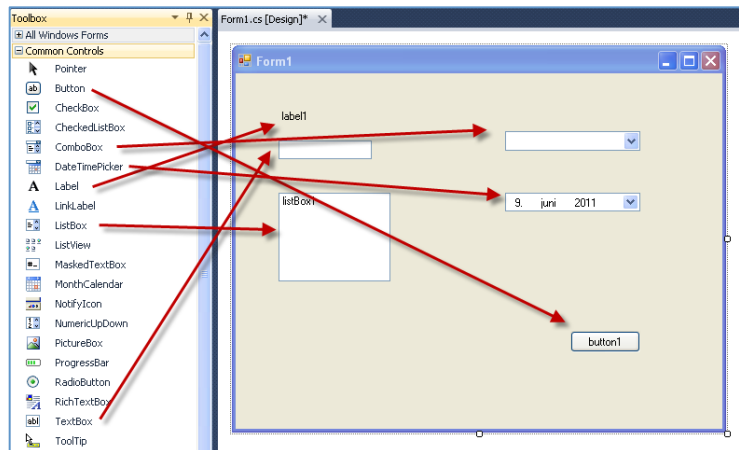 Toolbox
All Windows Forms
Common Controls
Pointer
Button
CheckBox
CheckedListBox
ComboBox
DateTimePicker
Label
LinkLabel
ListBox
ListView
MaskedTextBox
MonthCalendar
NotifyIcon
NumericUpDown
PictureBox
ProgressBar
RadioButton
RichTextBox
TextBox
ToolTip
Form1.cs [Design]*
Form1
label1
listBox1
9. juni 2011
button1